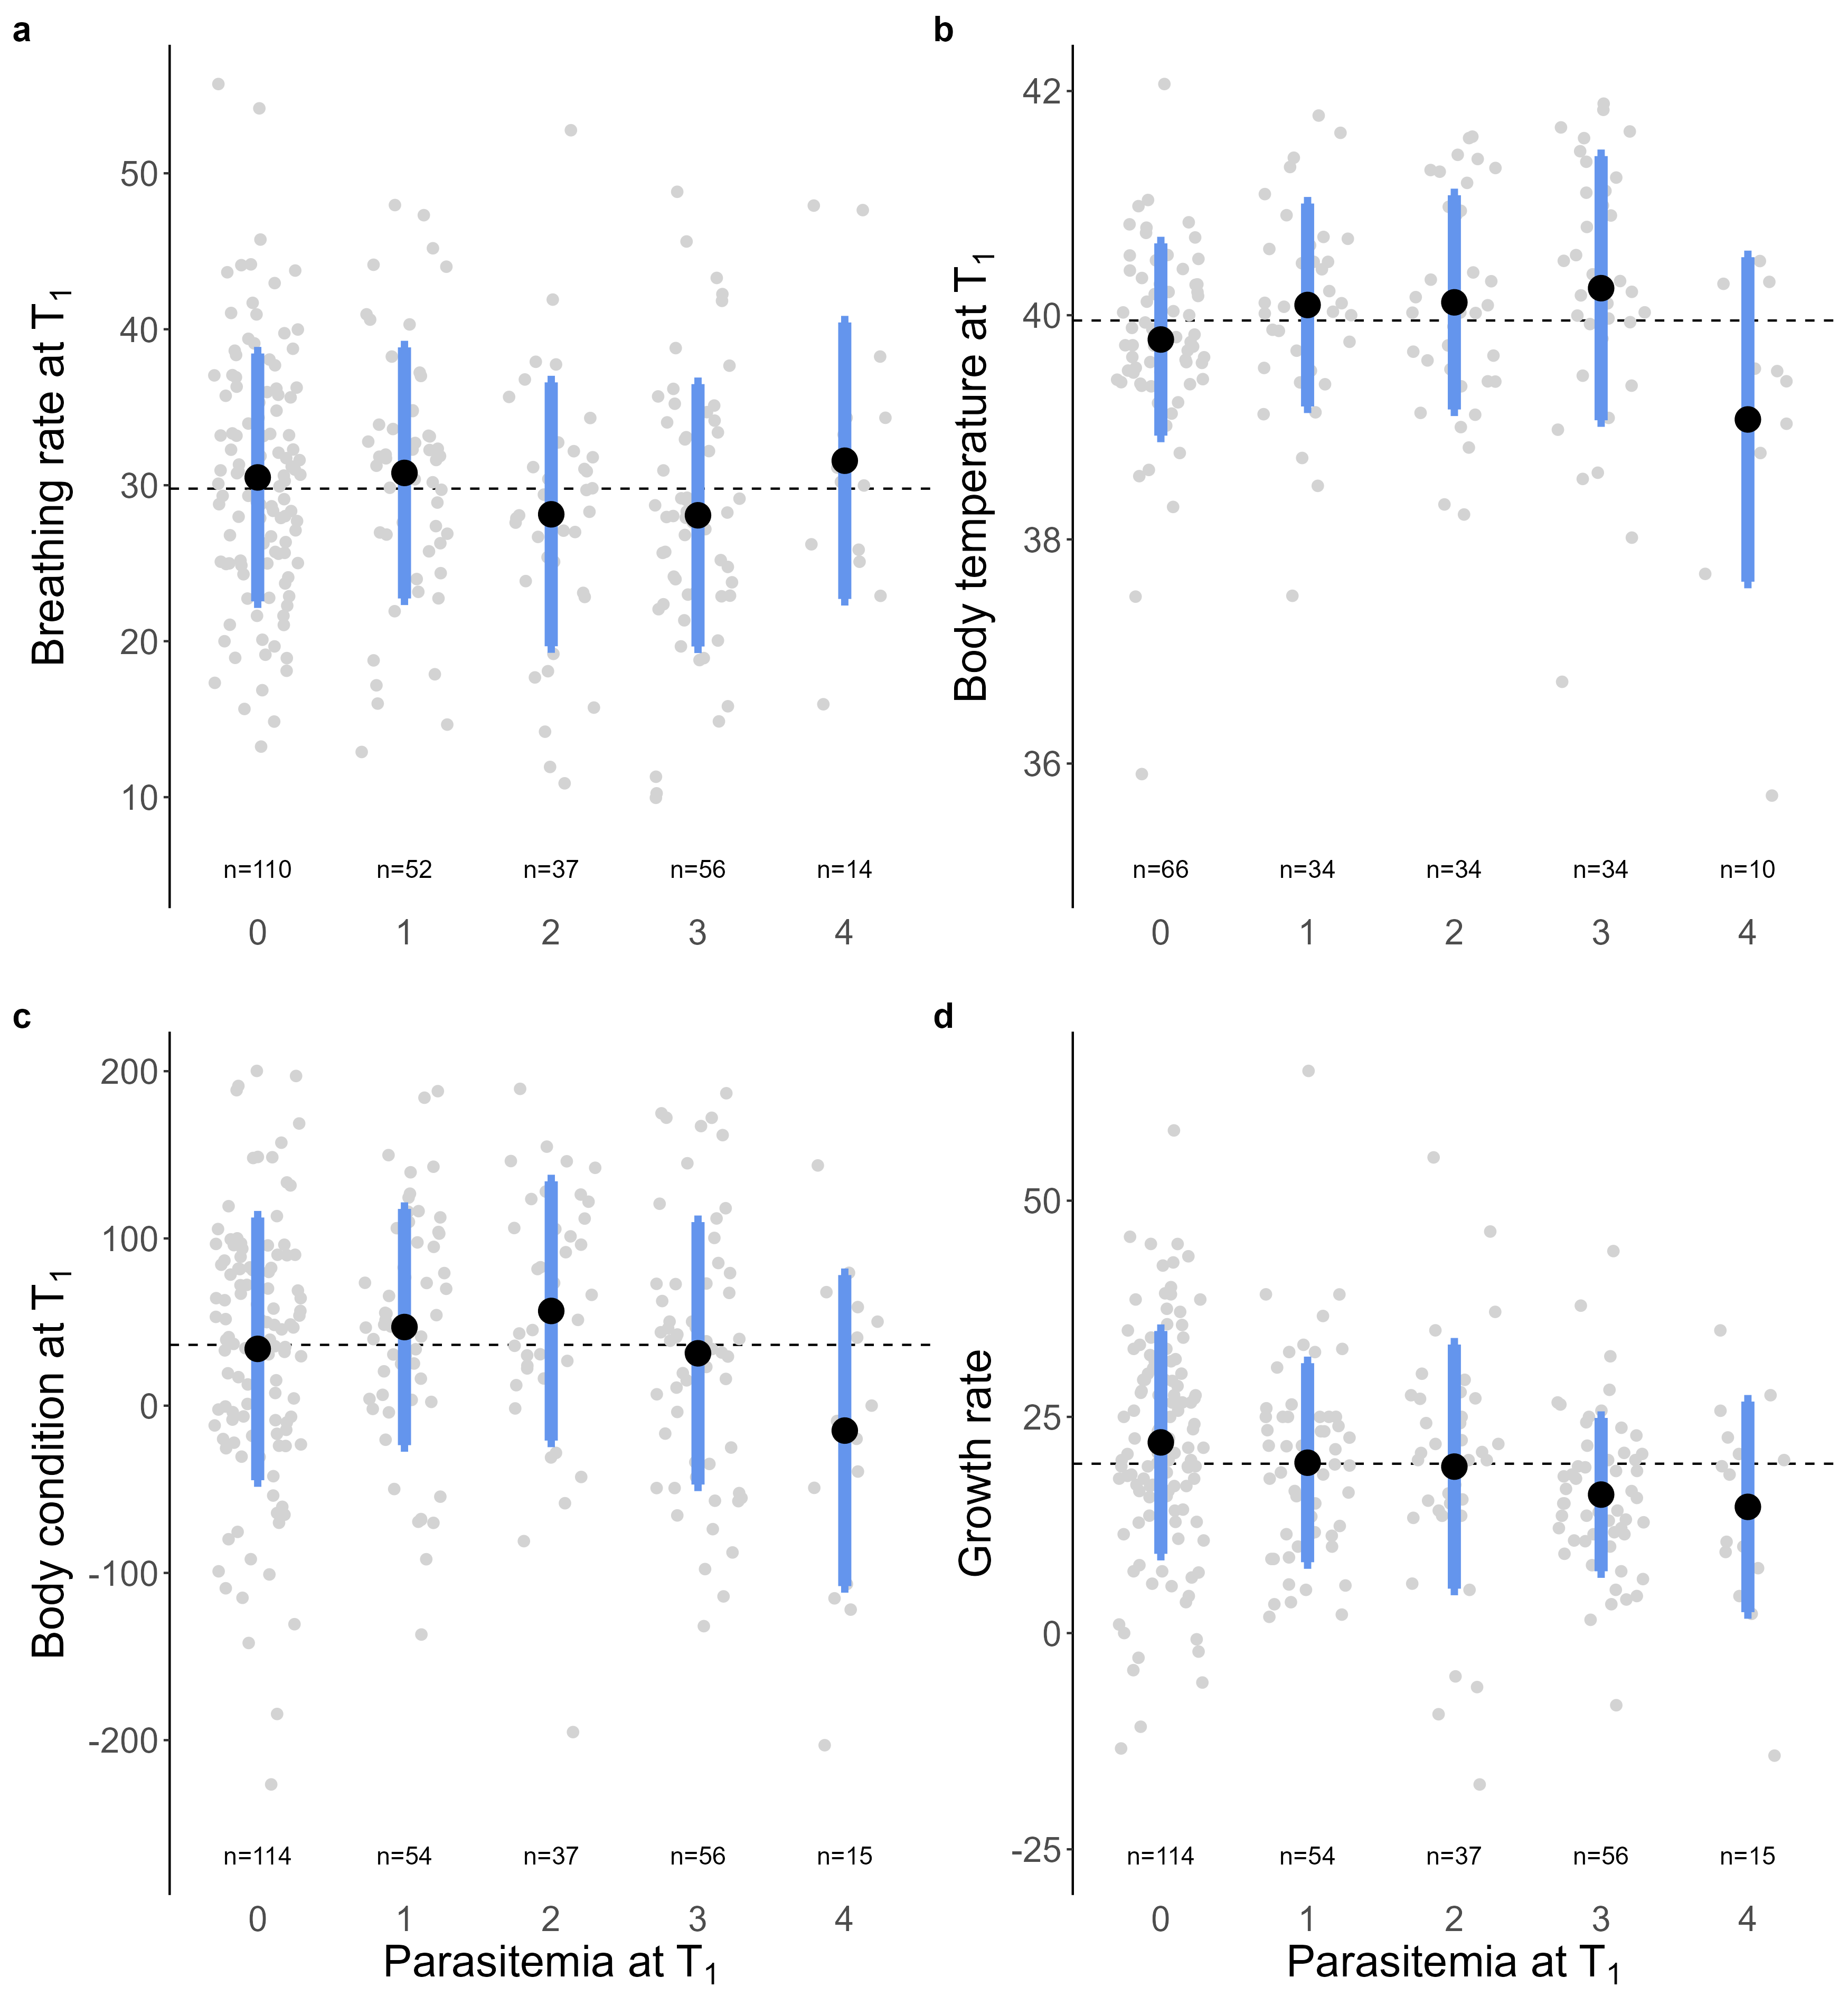 a
Breathing rate at T1
50
40
30
20
10
n=110 n=52 n=37 n=56 n=14
0 1 2 3 4
b
Body temperature at T1
42
40
38
36
n=66 n=34 n=34 n=34 n=10
0 1 2 3 4
c
Body condition at T1
200
100
0
-100
-200
n=114 n=54 n=37 n=56 n=15
0 1 2 3 4
Parasitemia at T1
d
Growth rate
50
25
0
-25
n=114 n=54 n=37 n=56 n=15
0 1 2 3 4
Parasitemia at T1